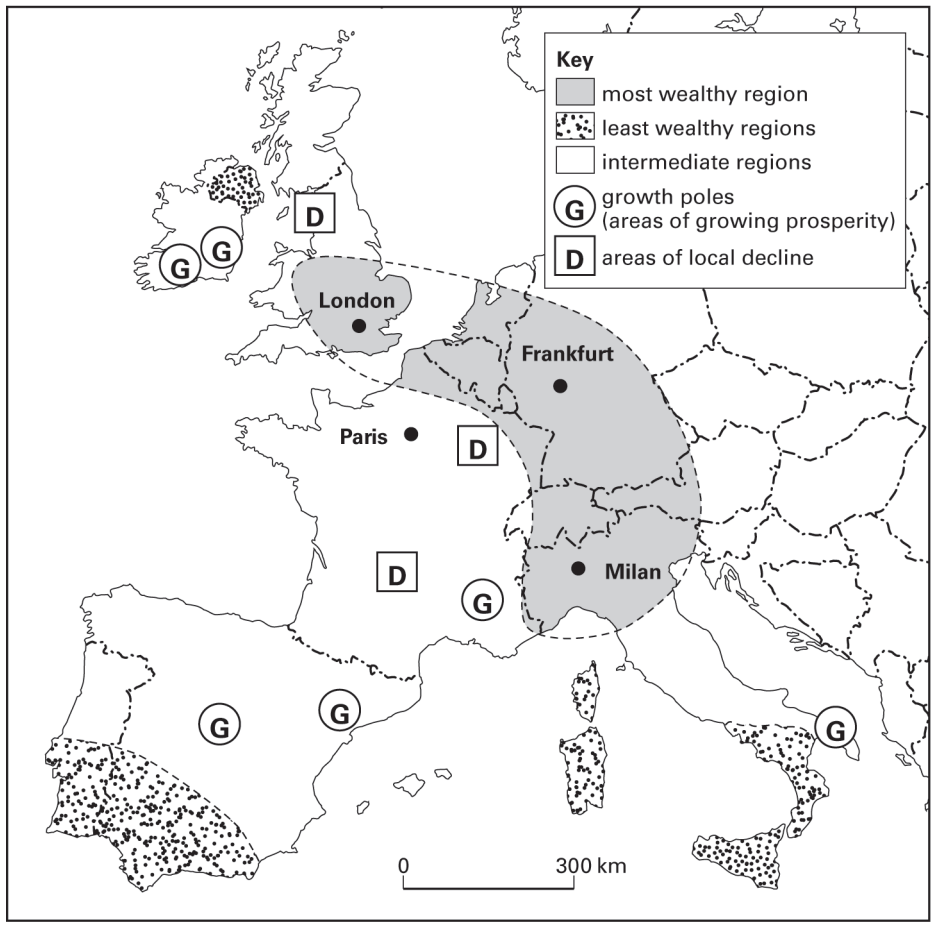 Key
most wealthy region
least wealthy regions
intermediate regions
G growth poles
(areas of growing prosperity)
D areas of local decline
D
G
G
London
Frankfurt
Paris
D
D
Milan
G
G
G
G
0 300 km